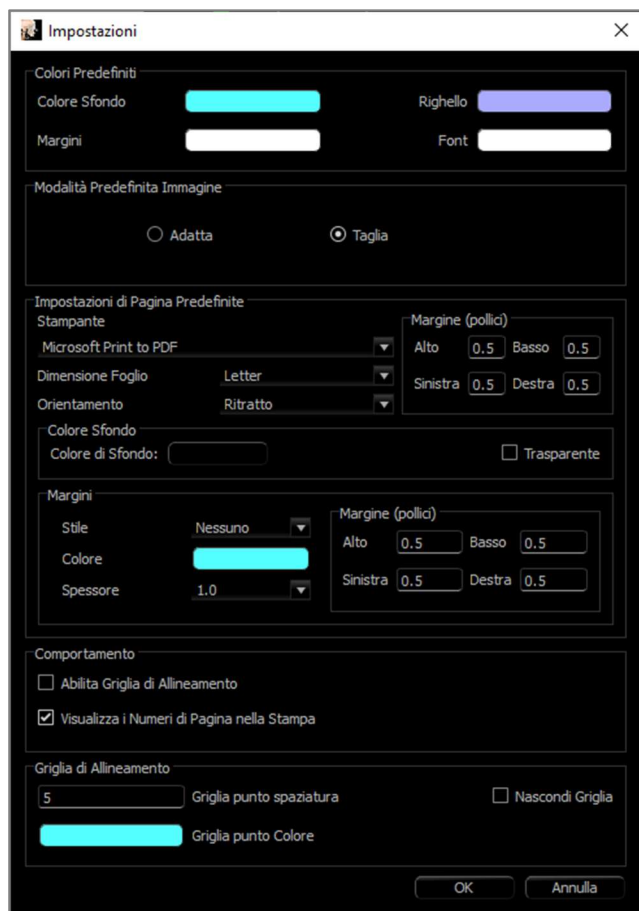 Impostazioni
Colori Predefiniti
Colore Sfondo Righello
Margini Font
Modalità Predefinita Immagine
Adatta Taglia
Impostazioni di Pagina Predefinite
Stampante
Microsoft Print to PDF
Dimensione Foglio Letter
Orientamento Ritratto
Margine (pollici)
Alto 0.5 Basso 0.5
Sinistra 0.5 Destra 0.5
Colore Sfondo
Colore di Sfondo: Trasparente
Margini
Stile Nessuno
Colore
Spessore 1.0
Margine (pollici)
Alto 0.5 Basso 0.5
Sinistra 0.5 Destra 0.5
Comportamento
Abilita Griglia di Allineamento
Visualizza i Numeri di Pagina nella Stampa
Griglia di Allineamento
5 Griglia punto spaziatura Nascondi Griglia
Griglia punto Colore
OK Annulla